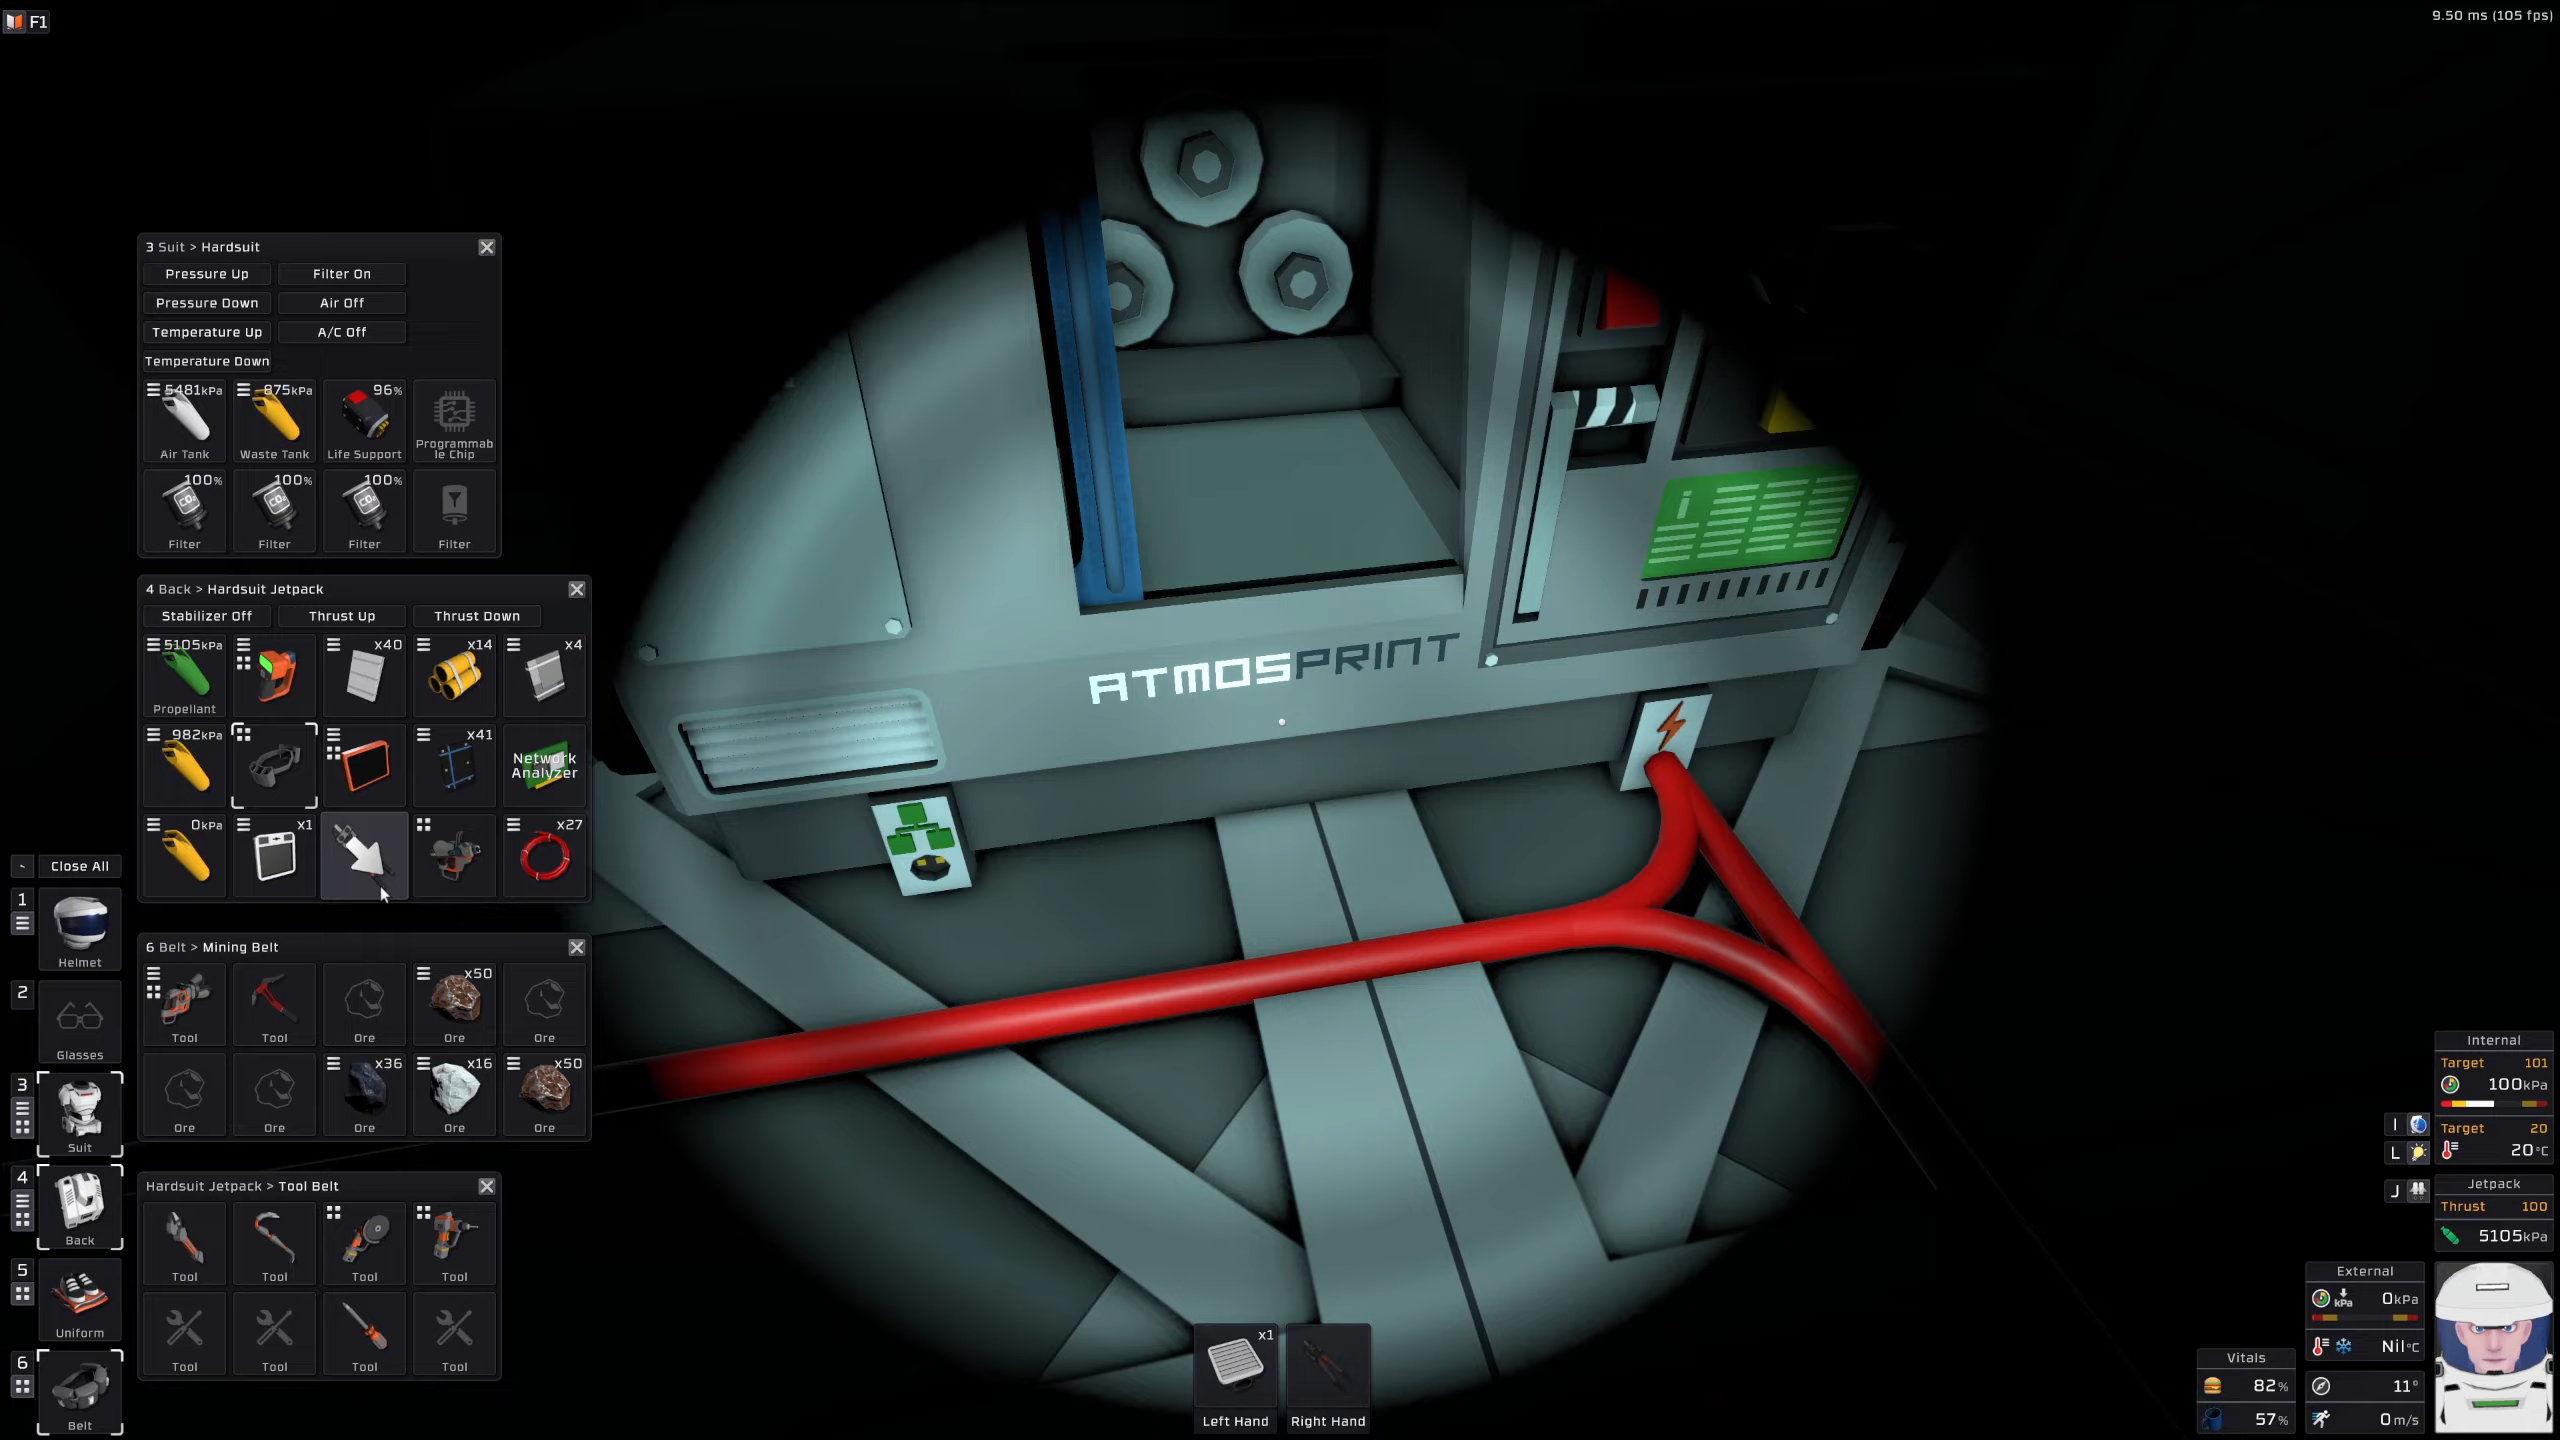 F1
9.50 ms (105 fps)
3 Suit > Hardsuit
Pressure Up
Filter On
Pressure Down
Air Off
Temperature Up
A/C Off
Temperature Down
5481kPa
875kPa
96%
Air Tank
Waste Tank
Life Support
Programmab
le Chip
100%
100%
100%
Filter
Filter
Filter
Filter
4 Back > Hardsuit Jetpack
Stabilizer Off
Thrust Up
Thrust Down
5105kPa
x40
x14
x4
Propellant
982kPa
x41
Network
Analyzer
0kPa
x1
x27
~
Close All
1
Helmet
2
Glasses
3
Suit
4
Back
5
Uniform
6
Belt
6 Belt > Mining Belt
x50
Tool
Tool
Ore
Ore
Ore
x36
x16
x50
Ore
Ore
Ore
Ore
Ore
Hardsuit Jetpack > Tool Belt
Tool
Tool
Tool
Tool
Tool
Tool
Tool
Tool
CO2
CO2
CO2
ATMOSPRINT
i
x1
Left Hand
Right Hand
Internal
Target 101
100kPa
Target 20
20°C
I
L
J
Jetpack
Thrust 100
5105kPa
External
kPa
0kPa
Nil°C
11°
0m/s
Vitals
82%
57%